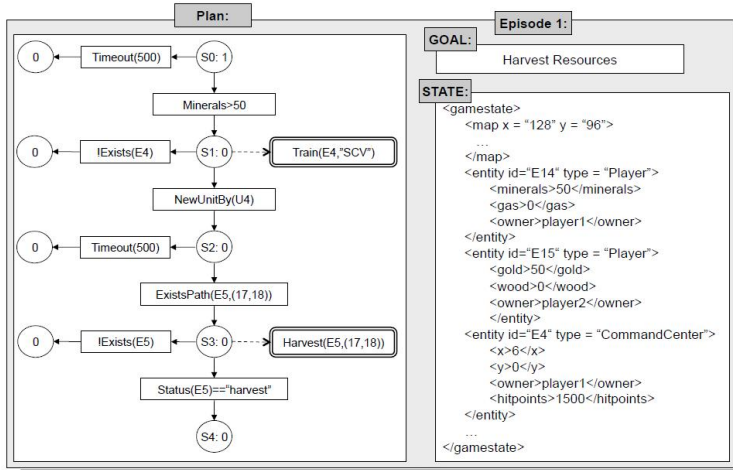 Plan:
0
Timeout(500)
S0: 1
Minerals>50
0
!Exists(E4)
S1: 0
Train(E4,"SCV")
NewUnitBy(U4)
0
Timeout(500)
S2: 0
ExistsPath(E5,(17,18))
0
!Exists(E5)
S3: 0
Harvest(E5,(17,18))
Status(E5)=="harvest"
S4: 0
Episode 1:
GOAL:
Harvest Resources
STATE:
<gamestate>
<map x = "128" y = "96">
...
</map>
<entity id="E14" type = "Player">
<minerals>50</minerals>
<gas>0</gas>
<owner>player1</owner>
</entity>
<entity id="E15" type = "Player">
<gold>50</gold>
<wood>0</wood>
<owner>player2</owner>
</entity>
<entity id="E4" type = "CommandCenter">
<x>6</x>
<y>0</y>
<owner>player1</owner>
<hitpoints>1500</hitpoints>
</entity>
...
</gamestate>